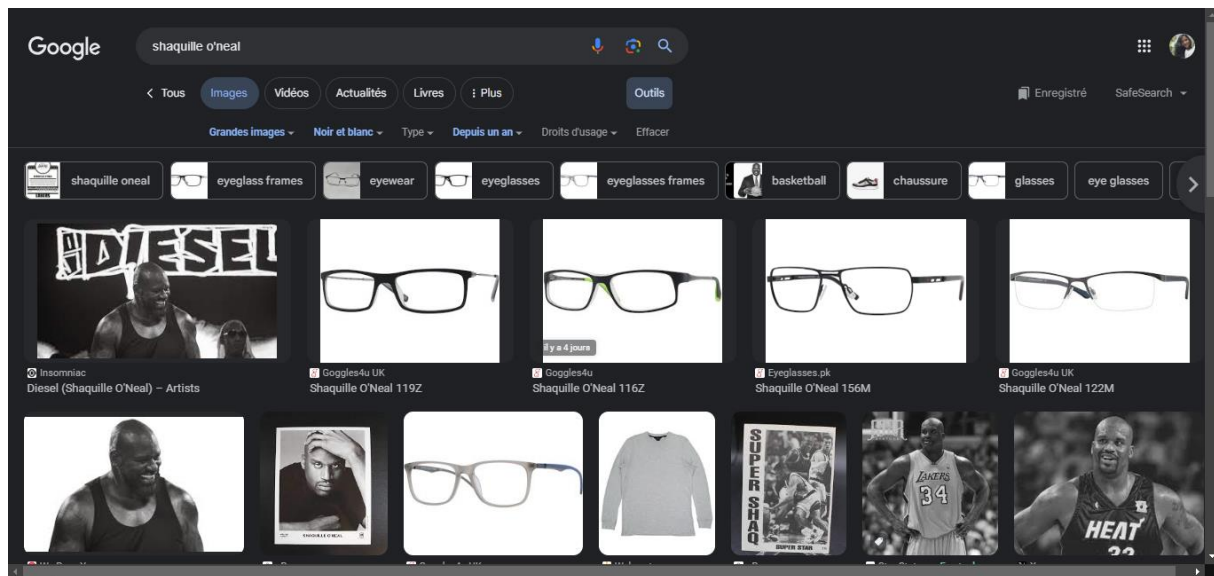 Google
shaquille o'neal
Tous
Images
Vidéos
Actualités
Livres
Plus
Outils
Enregistré
SafeSearch
Grandes images
Noir et blanc
Type
Depuis un an
Droits d'usage
Effacer
shaquille oneal
eyeglass frames
eyewear
eyeglasses
eyeglasses frames
basketball
chaussure
glasses
eye glasses
DIESEL
il y a 4 jours
Insomniac
Diesel (Shaquille O'Neal) – Artists
Goggles4u UK
Shaquille O'Neal 119Z
Goggles4u
Shaquille O'Neal 116Z
Eyeglasses.pk
Shaquille O'Neal 156M
Goggles4u UK
Shaquille O'Neal 122M
SHAQUILLE O'NEAL
SUPER SHAQ
SUPER STAR
LAKERS
34
HEAT